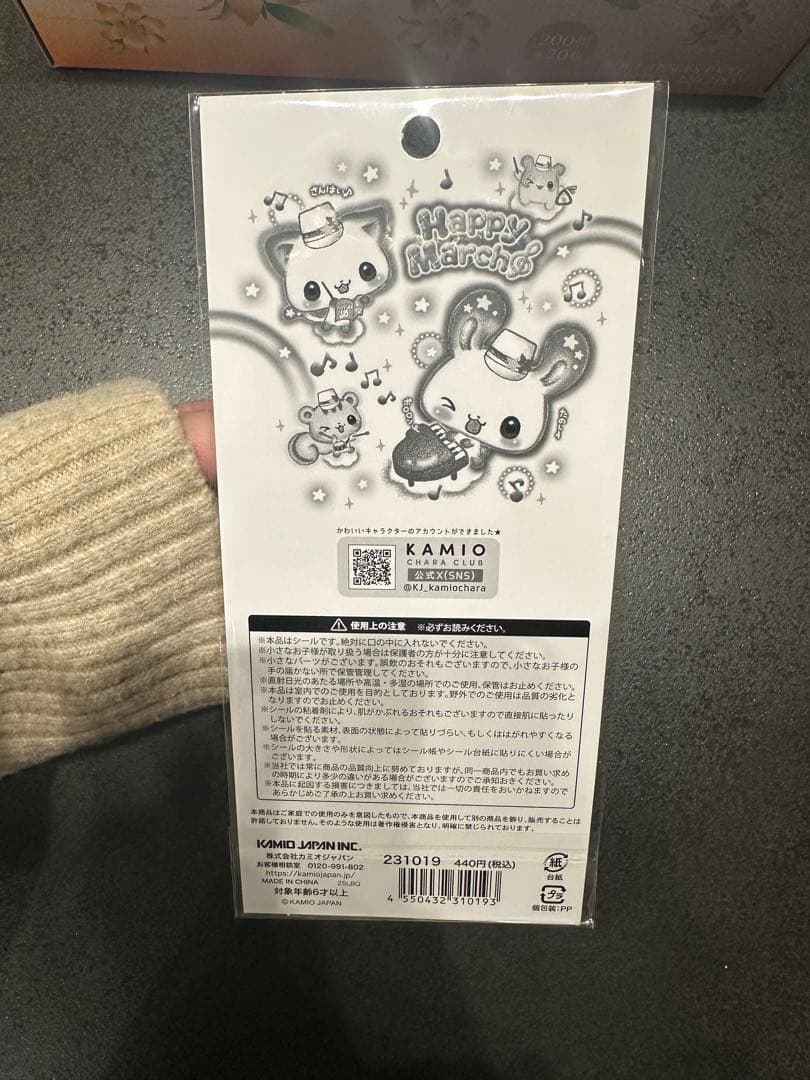 さんはい♪
Happy
March
かわいいキャラクターのアカウントができました★
KAMIO
CHARA CLUB
公式X(SNS)
@KJ_kamiochara
使用上の注意 ※必ずお読みください。
※本品はシールです。絶対に口の中に入れないでください。
※小さなお子様が取り扱う場合は保護者の方が十分に注意してください。
※小さなパーツがございます。誤飲のおそれもございますので、小さなお子様の
手の届かない所で保管管理してください。
※直射日光のあたる場所や高温・多湿の場所でのご使用、保管はお止めください。
※本品は室内でのご使用を目的としております。野外でのご使用は品質の劣化と
なりますのでお止めください。
※シールの粘着剤により、肌がかぶれるおそれもございますので直接肌に貼ったり
しないでください。
※シールを貼る素材、表面の状態によって貼りづらい、もしくははがれやすくなる
場合がございます。
※シールの大きさや形状によってはシール帳やシール台紙に貼りにくい場合が
ございます。
※当社では常に商品の品質向上に努めておりますが、同一商品内でもお買い求め
の時期により多少の違いがある場合がございますのでご承知おきください。
※本品に起因する損害につきましては、当社では一切の責任をおいかねますので
あらかじめご了承の上お買い求めください。
本商品はご家庭での使用のみを意図したもので、本商品を使用して別の商品を飾り、販売することは
許諾しておりません。そのような使用は著作権侵害となり、明確に禁じられております。
KAMIO JAPAN INC.
株式会社カミオジャパン
お客様相談室 0120-991-802
https://kamiojapan.jp/
MADE IN CHINA 25LBQ
対象年齢6才以上
©KAMIO JAPAN
231019 440円(税込)
4 550432 310193
紙
台紙
プラ
個包装:PP